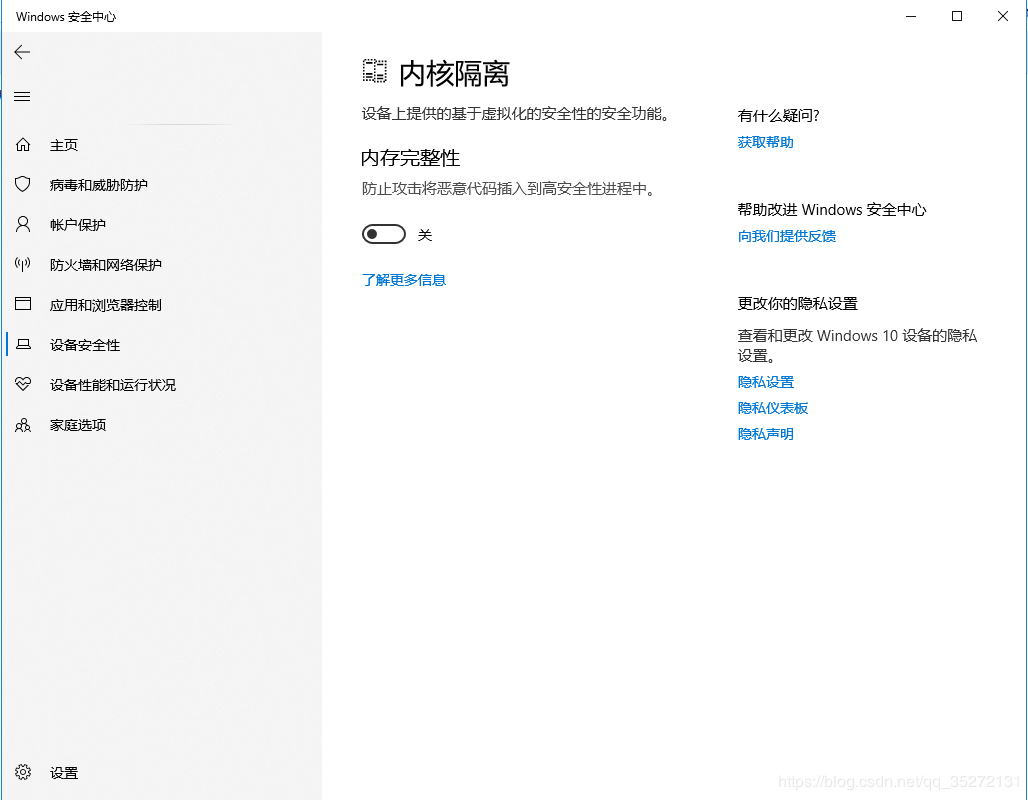 Windows 安全中心
主页
病毒和威胁防护
帐户保护
防火墙和网络保护
应用和浏览器控制
设备安全性
设备性能和运行状况
家庭选项
设置
内核隔离
设备上提供的基于虚拟化的安全性的安全功能。
内存完整性
防止攻击将恶意代码插入到高安全性进程中。
关
了解更多信息
有什么疑问?
获取帮助
帮助改进 Windows 安全中心
向我们提供反馈
更改你的隐私设置
查看和更改 Windows 10 设备的隐私
设置。
隐私设置
隐私仪表板
隐私声明
https://blog.csdn.net/qq_35272131